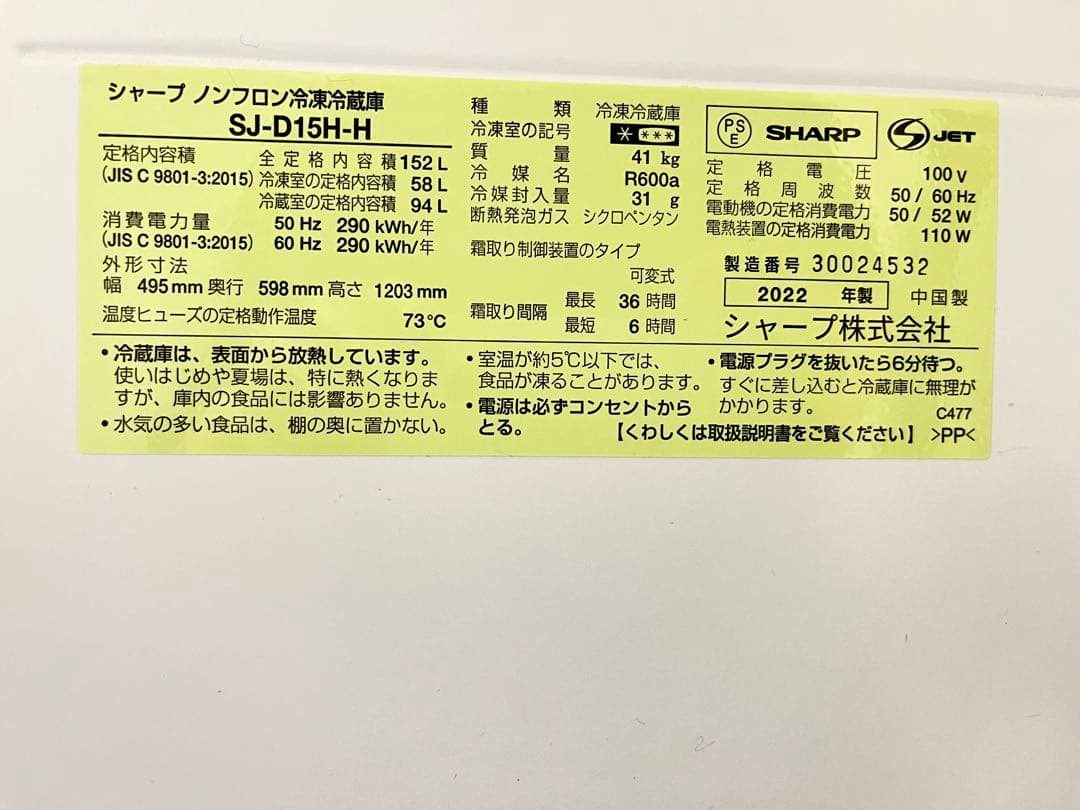 シャープ ノンフロン冷凍冷蔵庫
SJ-D15H-H
定格内容積 全定格内容積 152 L
(JIS C 9801-3:2015) 冷凍室の定格内容積 58 L
冷蔵室の定格内容積 94 L
消費電力量 50 Hz 290 kWh/年
(JIS C 9801-3:2015) 60 Hz 290 kWh/年
外形寸法
幅 495 mm 奥行 598 mm 高さ 1203 mm
温度ヒューズの定格動作温度 73℃
種類 冷凍冷蔵庫
冷凍室の記号 * ***
質量 41 kg
冷媒名 R600a
冷媒封入量 31 g
断熱発泡ガス シクロペンタン
霜取り制御装置のタイプ
可変式
霜取り間隔 最長 36 時間
最短 6 時間
PSE SHARP S JET
定格電圧 100 V
定格周波数 50 / 60 Hz
電動機の定格消費電力 50 / 52 W
電熱装置の定格消費電力 110 W
製造番号 30024532
2022 年製 中国製
シャープ株式会社
・冷蔵庫は、表面から放熱しています。
使いはじめや夏場は、特に熱くなりま
すが、庫内の食品には影響ありません。
・水気の多い食品は、棚の奥に置かない。
・室温が約5℃以下では、
食品が凍ることがあります。
・電源は必ずコンセントから
とる。
・電源プラグを抜いたら6分待つ。
すぐに差し込むと冷蔵庫に無理が
かかります。 C477
【くわしくは取扱説明書をご覧ください】 >PP<